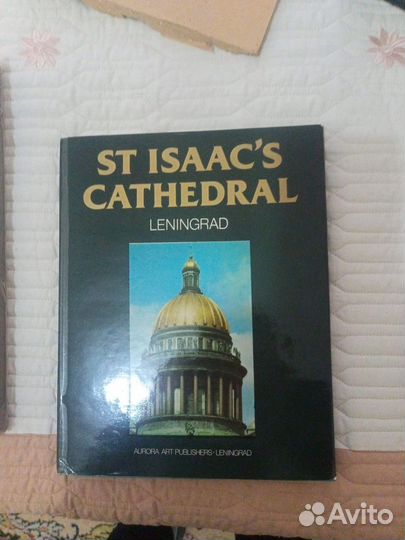 ST ISAAC'S
CATHEDRAL
LENINGRAD
AURORA ART PUBLISHERS · LENINGRAD
Avito